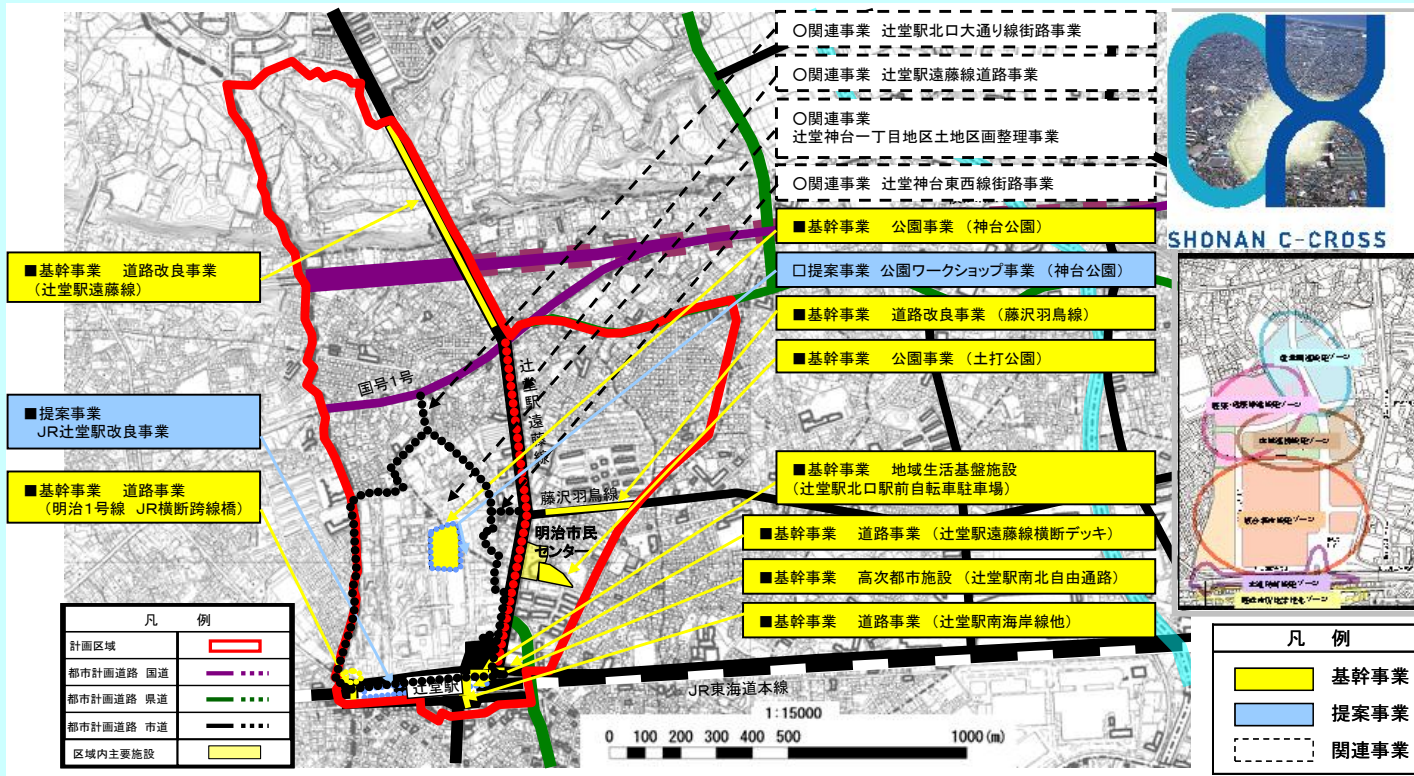 ○関連事業 辻堂駅北口大通り線街路事業
○関連事業 辻堂駅遠藤線道路事業
○関連事業
辻堂神台一丁目地区土地区画整理事業
○関連事業 辻堂神台東西線街路事業
■基幹事業 公園事業（神台公園）
□提案事業 公園ワークショップ事業（神台公園）
■基幹事業 道路改良事業（藤沢羽鳥線）
■基幹事業 公園事業（土打公園）
■基幹事業 地域生活基盤施設
（辻堂駅北口駅前自転車駐車場）
■基幹事業 道路事業（辻堂駅遠藤線横断デッキ）
■基幹事業 高次都市施設（辻堂駅南北自由通路）
■基幹事業 道路事業（辻堂駅南海岸線他）
■基幹事業 道路改良事業
（辻堂駅遠藤線）
■提案事業
JR辻堂駅改良事業
■基幹事業 道路事業
（明治1号線 JR横断跨線橋）
国号1号
辻堂駅遠藤線
藤沢羽鳥線
明治市民
センター
辻堂駅
JR東海道本線
1:15000
0 100 200 300 400 500 1000(m)
凡 例
計画区域
都市計画道路 国道
都市計画道路 県道
都市計画道路 市道
区域内主要施設
SHONAN C-CROSS
凡 例
基幹事業
提案事業
関連事業